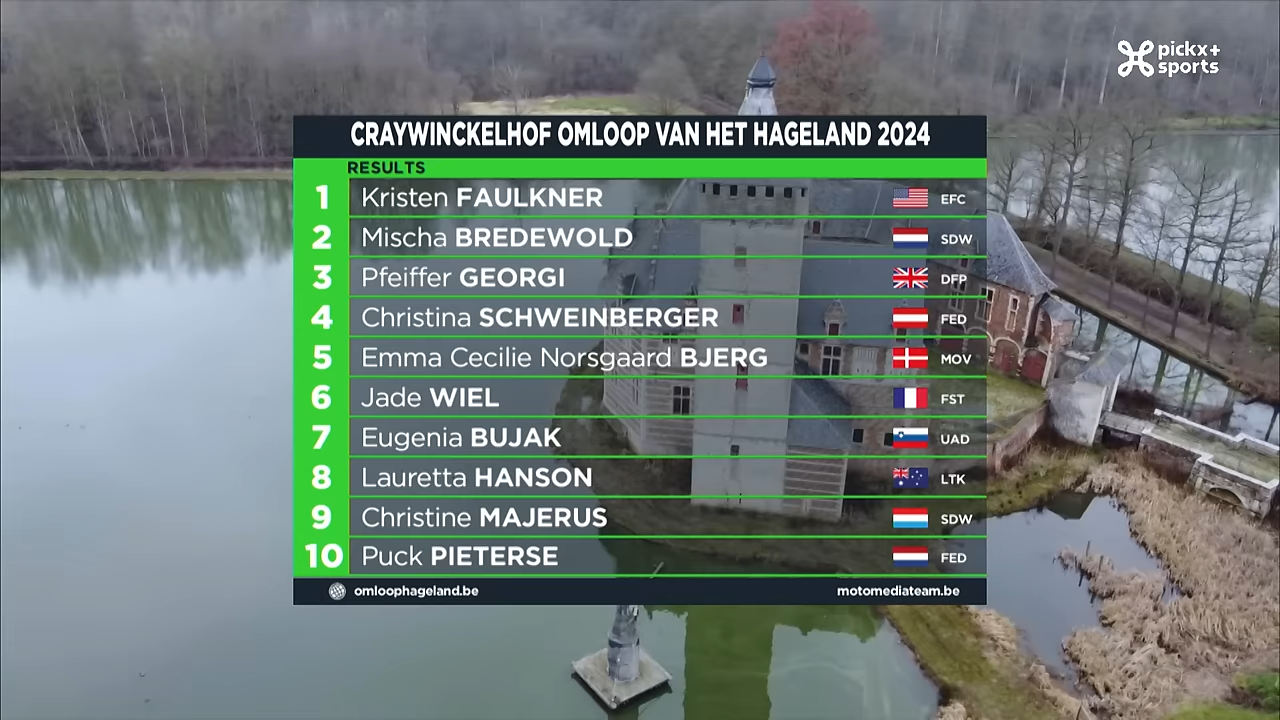 pickx+
sports
CRAYWINCKELHOF OMLOOP VAN HET HAGELAND 2024
RESULTS
1 Kristen FAULKNER EFC
2 Mischa BREDEWOLD SDW
3 Pfeiffer GEORGI DFP
4 Christina SCHWEINBERGER FED
5 Emma Cecilie Norsgaard BJERG MOV
6 Jade WIEL FST
7 Eugenia BUJAK UAD
8 Lauretta HANSON LTK
9 Christine MAJERUS SDW
10 Puck PIETERSE FED
omloophageland.be motomediateam.be